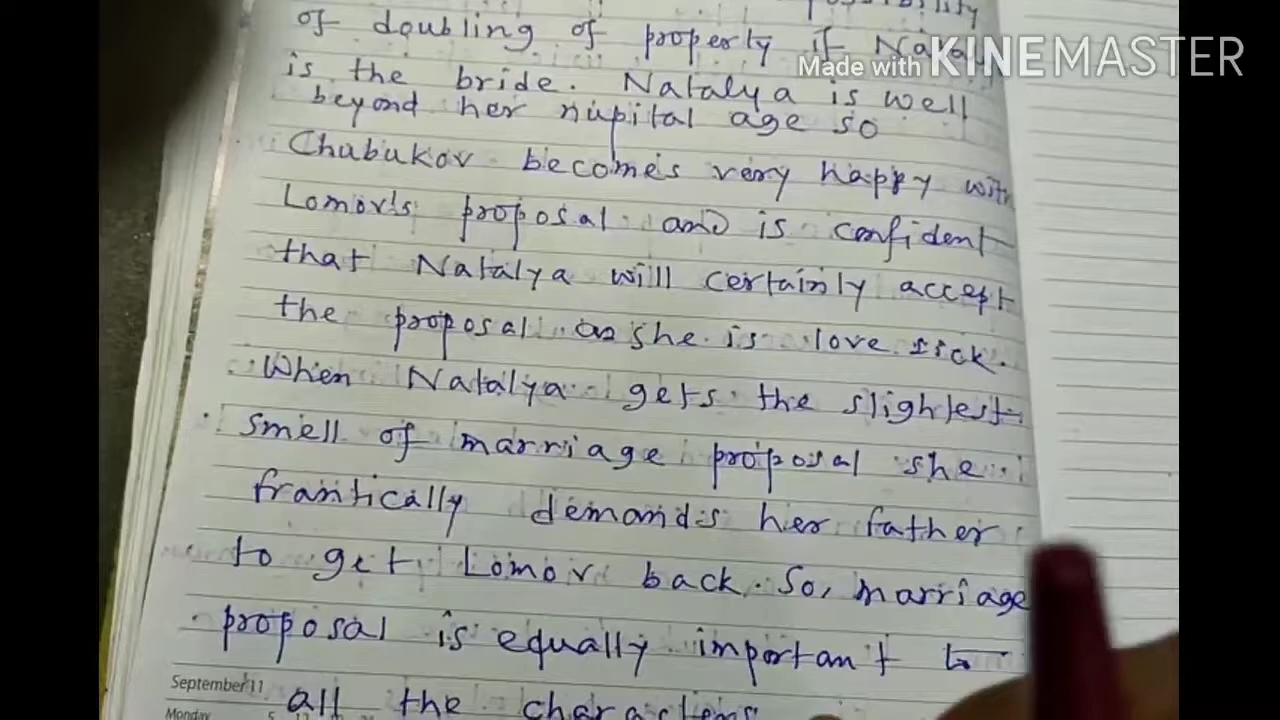 of doubling of property if Natal
Made with KINEMASTER
is the bride. Natalya is well
beyond her nupital age so
Chubukov becomes very happy with
Lomov's proposal and is confident
that Natalya will certainly accept
the proposal as she is love sick.
When Natalya gets the slightest
smell of marriage proposal she
frantically demands her father
to get Lomov back. So, marriage
proposal is equally important to
September 11
all the characters
Monday